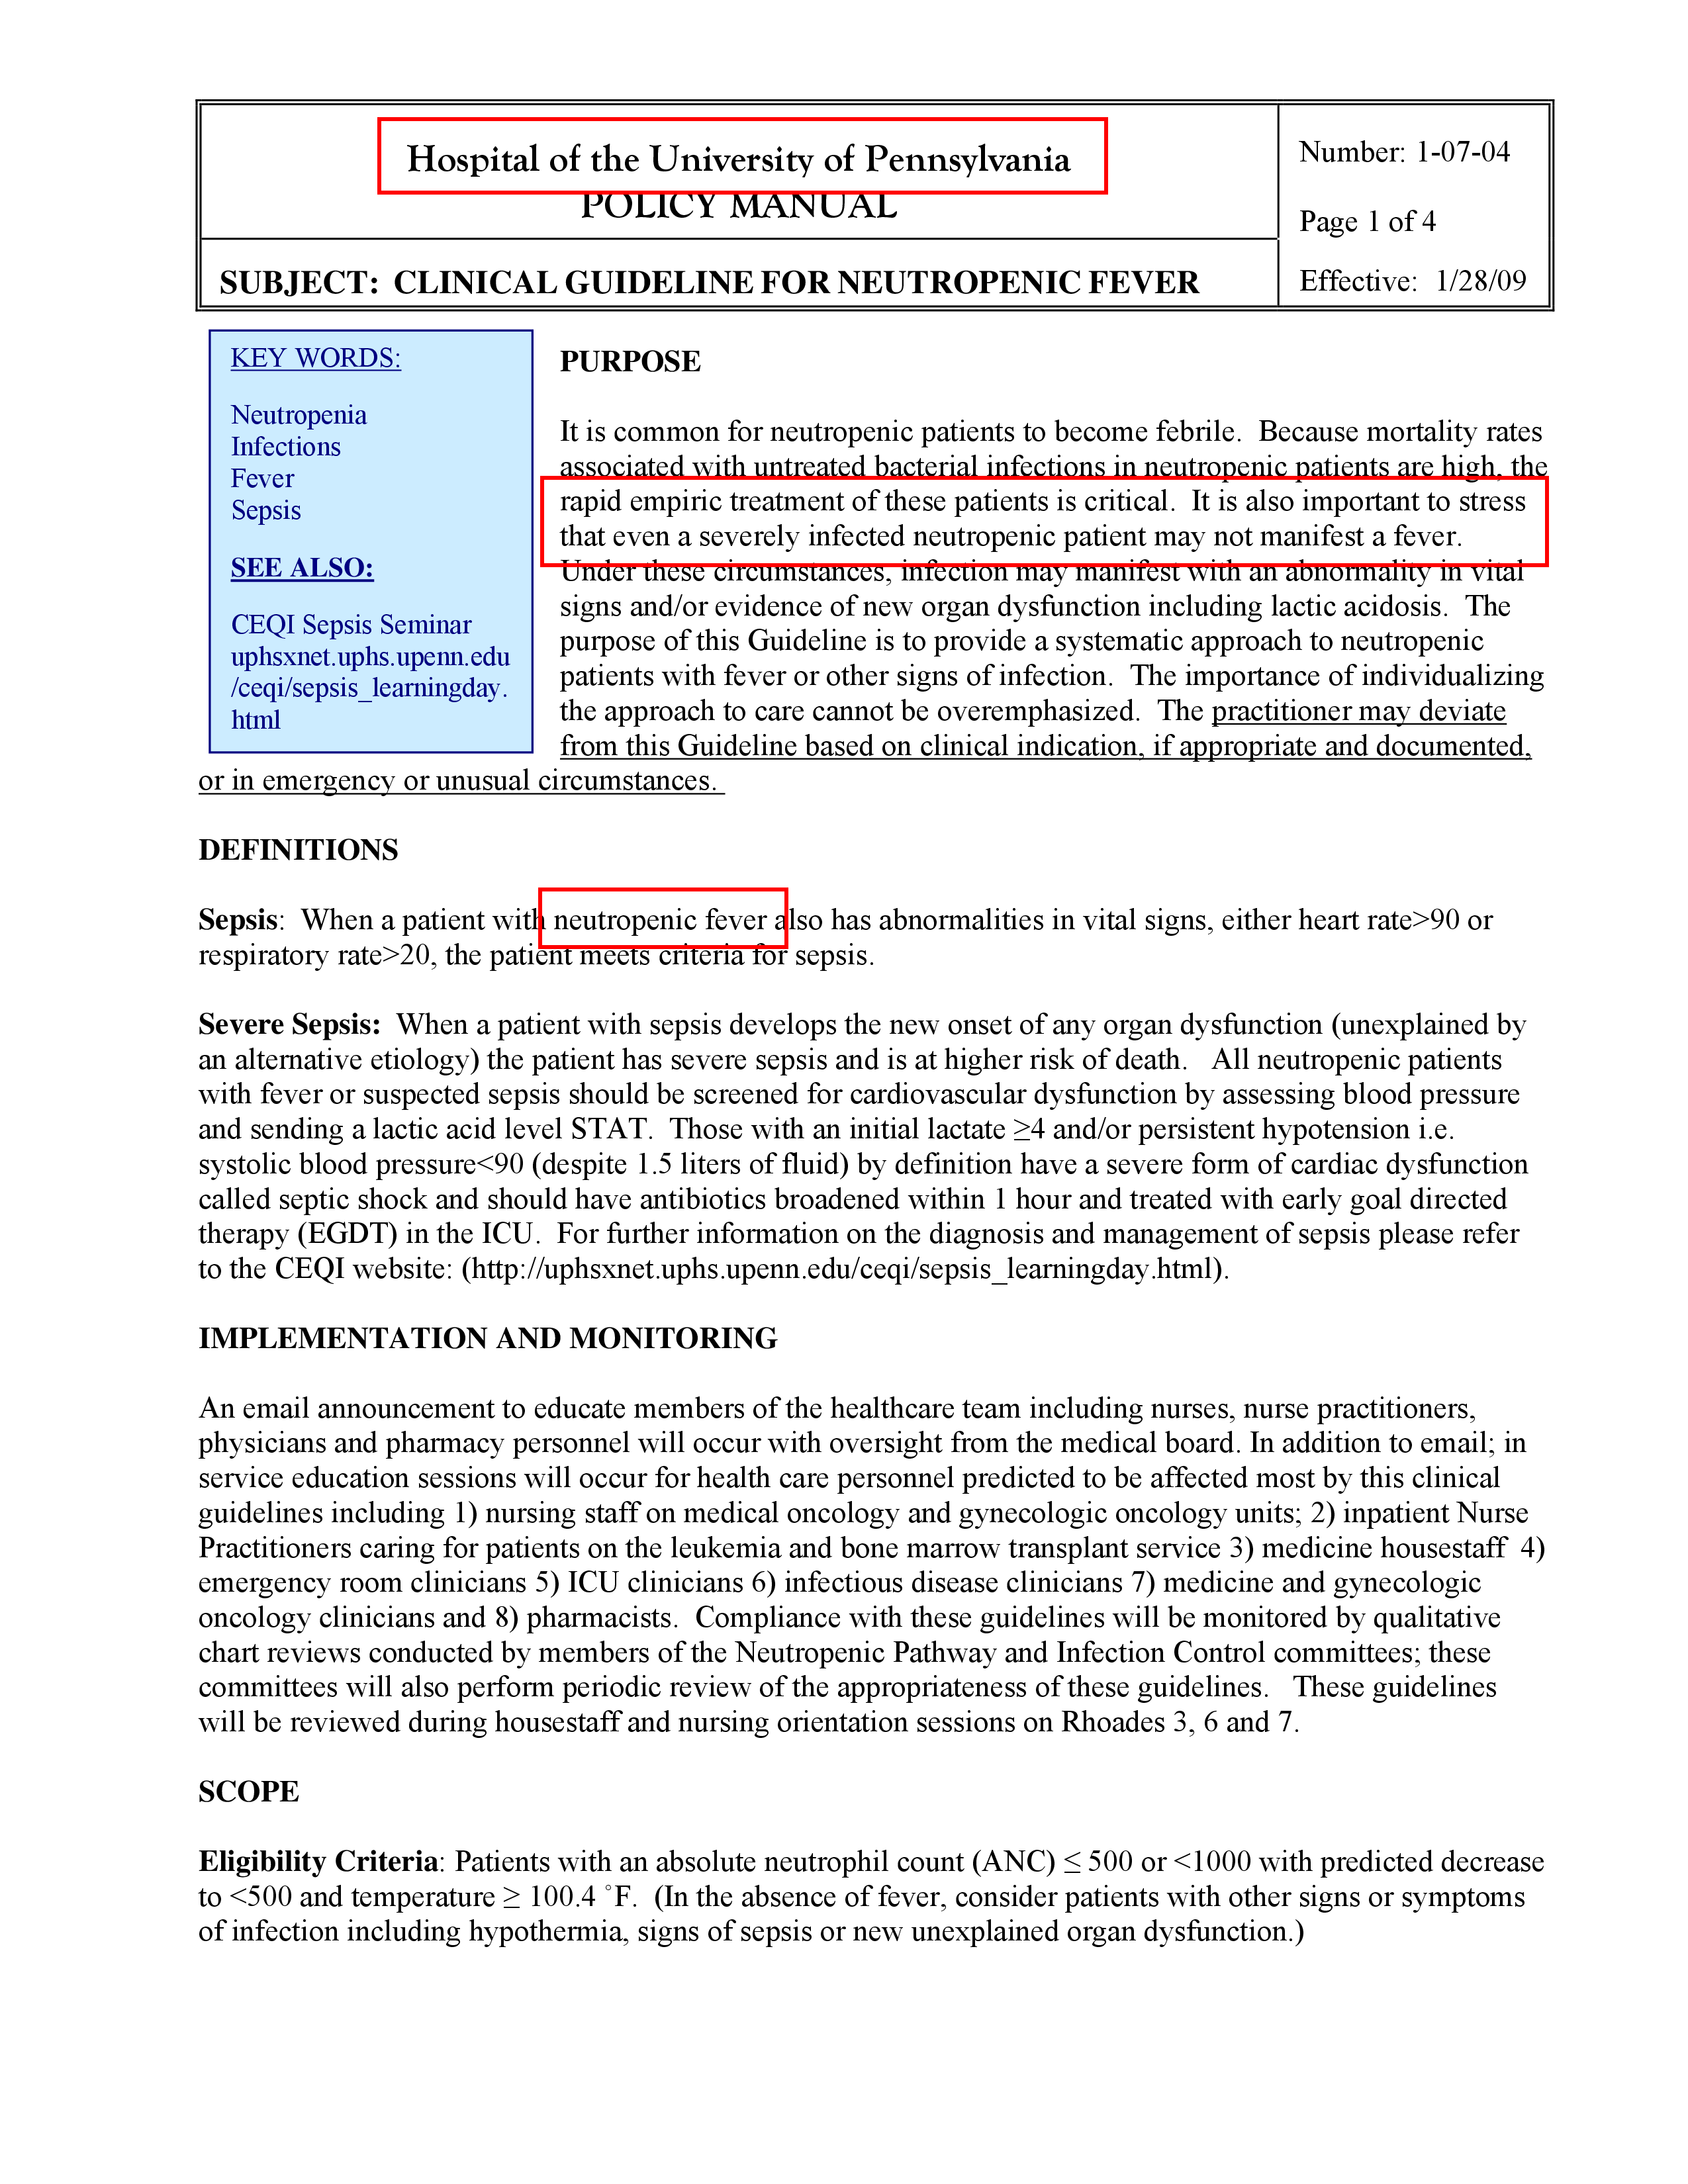 Hospital of the University of Pennsylvania
POLICY MANUAL
SUBJECT: CLINICAL GUIDELINE FOR NEUTROPENIC FEVER
Number: 1-07-04
Page 1 of 4
Effective: 1/28/09
KEY WORDS:
Neutropenia
Infections
Fever
Sepsis
SEE ALSO:
CEQI Sepsis Seminar
uphsxnet.uphs.upenn.edu
/ceqi/sepsis_learningday.
html
PURPOSE
It is common for neutropenic patients to become febrile. Because mortality rates
associated with untreated bacterial infections in neutropenic patients are high, the
rapid empiric treatment of these patients is critical. It is also important to stress
that even a severely infected neutropenic patient may not manifest a fever.
Under these circumstances, infection may manifest with an abnormality in vital
signs and/or evidence of new organ dysfunction including lactic acidosis. The
purpose of this Guideline is to provide a systematic approach to neutropenic
patients with fever or other signs of infection. The importance of individualizing
the approach to care cannot be overemphasized. The practitioner may deviate
from this Guideline based on clinical indication, if appropriate and documented,
or in emergency or unusual circumstances.
DEFINITIONS
Sepsis: When a patient with neutropenic fever also has abnormalities in vital signs, either heart rate>90 or
respiratory rate>20, the patient meets criteria for sepsis.
Severe Sepsis: When a patient with sepsis develops the new onset of any organ dysfunction (unexplained by
an alternative etiology) the patient has severe sepsis and is at higher risk of death. All neutropenic patients
with fever or suspected sepsis should be screened for cardiovascular dysfunction by assessing blood pressure
and sending a lactic acid level STAT. Those with an initial lactate ≥4 and/or persistent hypotension i.e.
systolic blood pressure<90 (despite 1.5 liters of fluid) by definition have a severe form of cardiac dysfunction
called septic shock and should have antibiotics broadened within 1 hour and treated with early goal directed
therapy (EGDT) in the ICU. For further information on the diagnosis and management of sepsis please refer
to the CEQI website: (http://uphsxnet.uphs.upenn.edu/ceqi/sepsis_learningday.html).
IMPLEMENTATION AND MONITORING
An email announcement to educate members of the healthcare team including nurses, nurse practitioners,
physicians and pharmacy personnel will occur with oversight from the medical board. In addition to email; in
service education sessions will occur for health care personnel predicted to be affected most by this clinical
guidelines including 1) nursing staff on medical oncology and gynecologic oncology units; 2) inpatient Nurse
Practitioners caring for patients on the leukemia and bone marrow transplant service 3) medicine housestaff 4)
emergency room clinicians 5) ICU clinicians 6) infectious disease clinicians 7) medicine and gynecologic
oncology clinicians and 8) pharmacists. Compliance with these guidelines will be monitored by qualitative
chart reviews conducted by members of the Neutropenic Pathway and Infection Control committees; these
committees will also perform periodic review of the appropriateness of these guidelines. These guidelines
will be reviewed during housestaff and nursing orientation sessions on Rhoades 3, 6 and 7.
SCOPE
Eligibility Criteria: Patients with an absolute neutrophil count (ANC) ≤ 500 or <1000 with predicted decrease
to <500 and temperature ≥ 100.4 °F. (In the absence of fever, consider patients with other signs or symptoms
of infection including hypothermia, signs of sepsis or new unexplained organ dysfunction.)